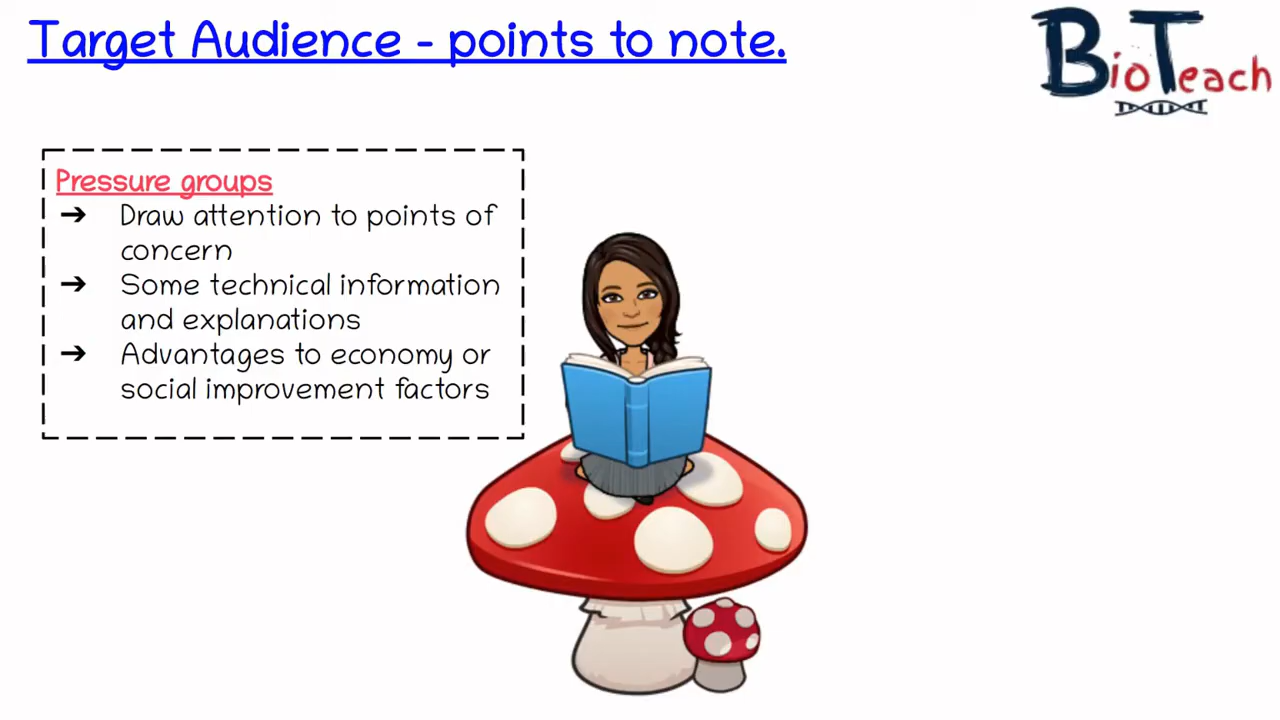 Target Audience - points to note.
BioTeach
Pressure groups
➔ Draw attention to points of
concern
➔ Some technical information
and explanations
➔ Advantages to economy or
social improvement factors